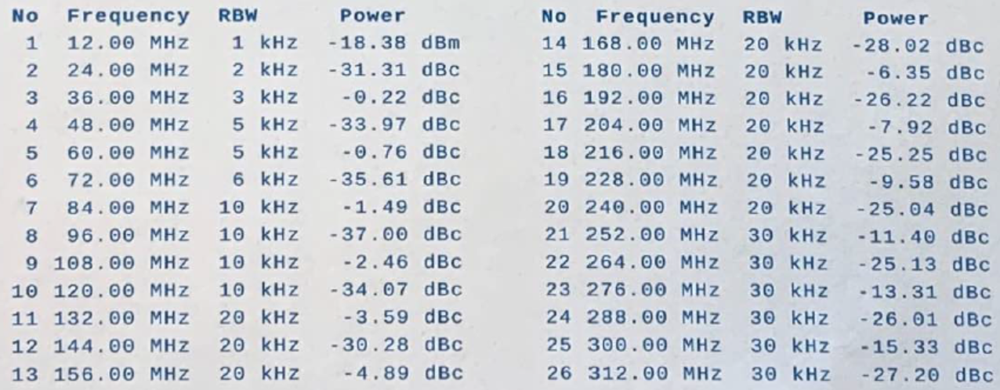 No Frequency RBW Power
1 12.00 MHz 1 kHz -18.38 dBm
2 24.00 MHz 2 kHz -31.31 dBc
3 36.00 MHz 3 kHz -0.22 dBc
4 48.00 MHz 5 kHz -33.97 dBc
5 60.00 MHz 5 kHz -0.76 dBc
6 72.00 MHz 6 kHz -35.61 dBc
7 84.00 MHz 10 kHz -1.49 dBc
8 96.00 MHz 10 kHz -37.00 dBc
9 108.00 MHz 10 kHz -2.46 dBc
10 120.00 MHz 10 kHz -34.07 dBc
11 132.00 MHz 20 kHz -3.59 dBc
12 144.00 MHz 20 kHz -30.28 dBc
13 156.00 MHz 20 kHz -4.89 dBc
No Frequency RBW Power
14 168.00 MHz 20 kHz -28.02 dBc
15 180.00 MHz 20 kHz -6.35 dBc
16 192.00 MHz 20 kHz -26.22 dBc
17 204.00 MHz 20 kHz -7.92 dBc
18 216.00 MHz 20 kHz -25.25 dBc
19 228.00 MHz 20 kHz -9.58 dBc
20 240.00 MHz 20 kHz -25.04 dBc
21 252.00 MHz 30 kHz -11.40 dBc
22 264.00 MHz 30 kHz -25.13 dBc
23 276.00 MHz 30 kHz -13.31 dBc
24 288.00 MHz 30 kHz -26.01 dBc
25 300.00 MHz 30 kHz -15.33 dBc
26 312.00 MHz 30 kHz -27.20 dBc